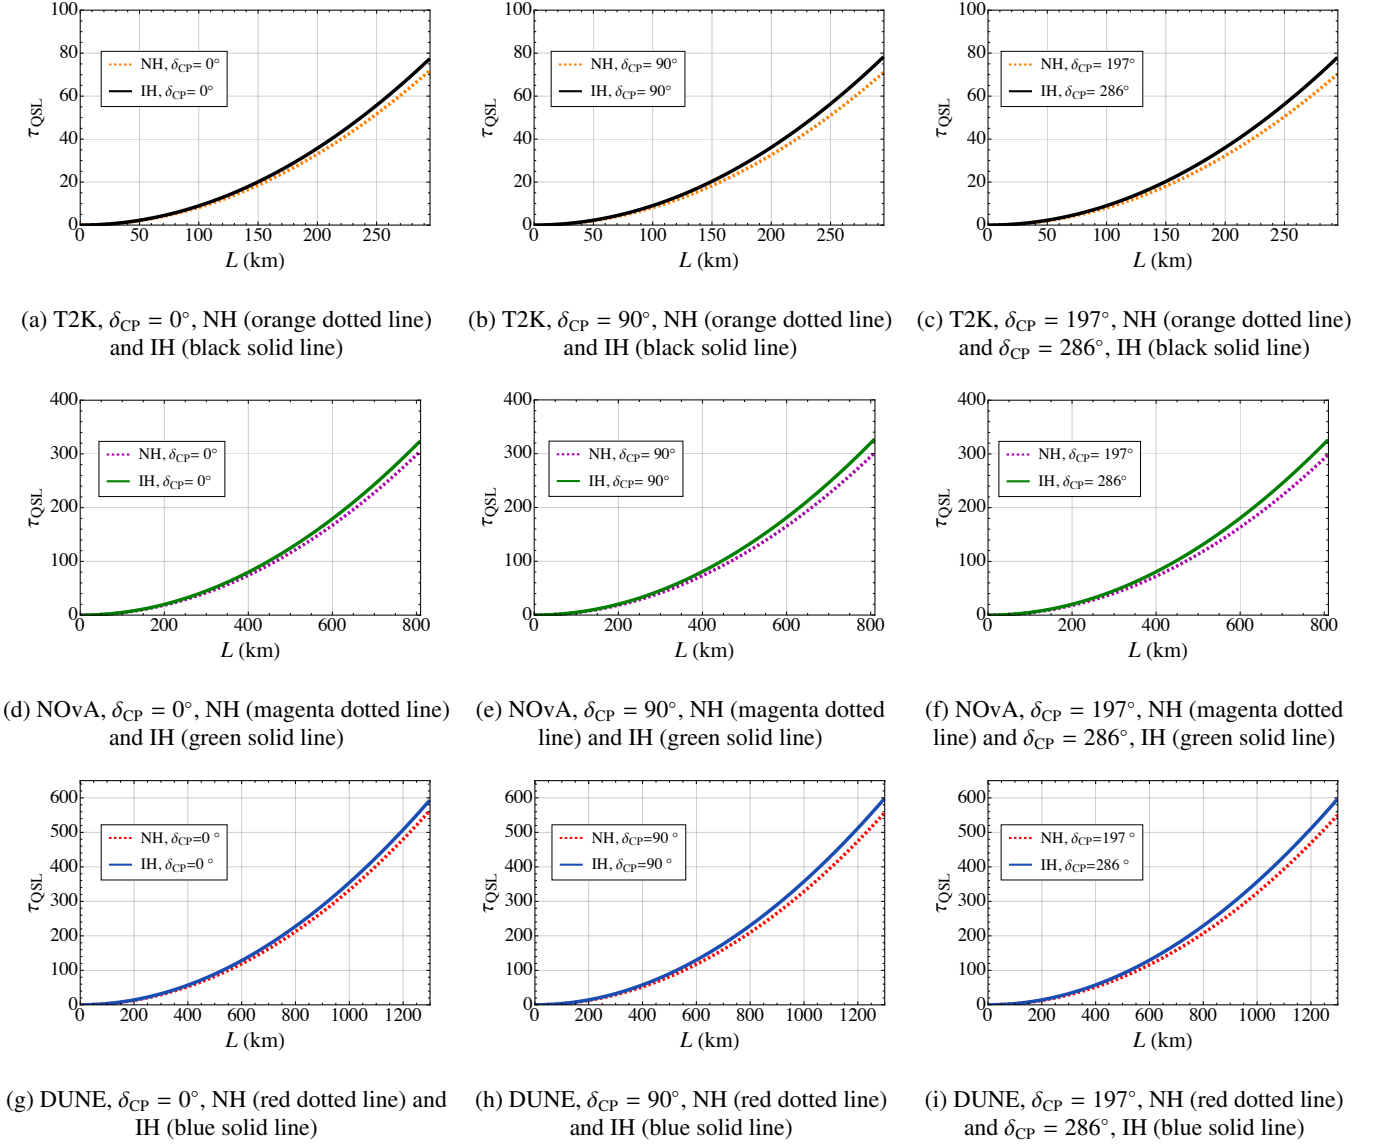 100
80
60
40
20
0
τQSL
NH, δCP= 0°
IH, δCP= 0°
0 50 100 150 200 250
L (km)
100
80
60
40
20
0
τQSL
NH, δCP= 90°
IH, δCP= 90°
0 50 100 150 200 250
L (km)
100
80
60
40
20
0
τQSL
NH, δCP= 197°
IH, δCP= 286°
0 50 100 150 200 250
L (km)
(a) T2K, δCP = 0°, NH (orange dotted line)
and IH (black solid line)
(b) T2K, δCP = 90°, NH (orange dotted line)
and IH (black solid line)
(c) T2K, δCP = 197°, NH (orange dotted line)
and δCP = 286°, IH (black solid line)
400
300
200
100
0
τQSL
NH, δCP= 0°
IH, δCP= 0°
0 200 400 600 800
L (km)
400
300
200
100
0
τQSL
NH, δCP= 90°
IH, δCP= 90°
0 200 400 600 800
L (km)
400
300
200
100
0
τQSL
NH, δCP= 197°
IH, δCP= 286°
0 200 400 600 800
L (km)
(d) NOvA, δCP = 0°, NH (magenta dotted line)
and IH (green solid line)
(e) NOvA, δCP = 90°, NH (magenta dotted
line) and IH (green solid line)
(f) NOvA, δCP = 197°, NH (magenta dotted
line) and δCP = 286°, IH (green solid line)
600
500
400
300
200
100
0
τQSL
NH, δCP=0 °
IH, δCP=0 °
0 200 400 600 800 1000 1200
L (km)
600
500
400
300
200
100
0
τQSL
NH, δCP=90 °
IH, δCP=90 °
0 200 400 600 800 1000 1200
L (km)
600
500
400
300
200
100
0
τQSL
NH, δCP=197 °
IH, δCP=286 °
0 200 400 600 800 1000 1200
L (km)
(g) DUNE, δCP = 0°, NH (red dotted line) and
IH (blue solid line)
(h) DUNE, δCP = 90°, NH (red dotted line)
and IH (blue solid line)
(i) DUNE, δCP = 197°, NH (red dotted line)
and δCP = 286°, IH (blue solid line)